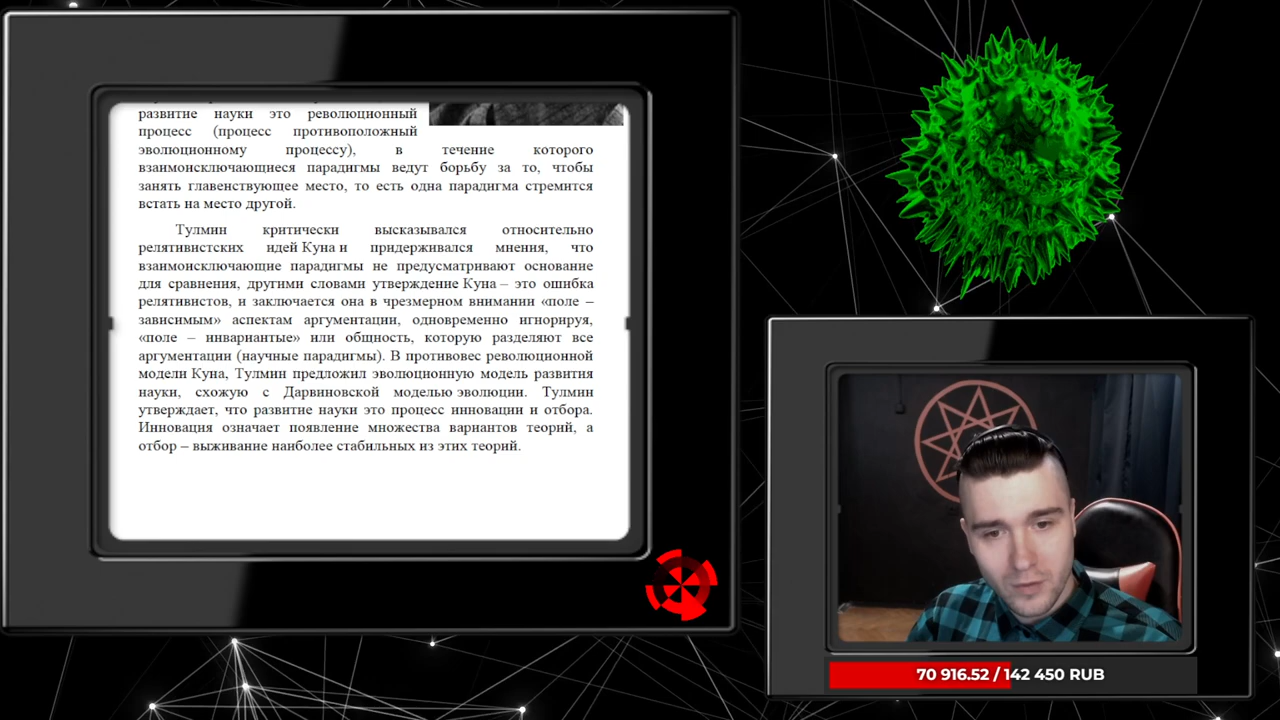 развитие науки это революционный
процесс (процесс противоположный
эволюционному процессу), в течение которого
взаимоисключающиеся парадигмы ведут борьбу за то, чтобы
занять главенствующее место, то есть одна парадигма стремится
встать на место другой.
Тулмин критически высказывался относительно
релятивистских идей Куна и придерживался мнения, что
взаимоисключающие парадигмы не предусматривают основание
для сравнения, другими словами утверждение Куна – это ошибка
релятивистов, и заключается она в чрезмерном внимании «поле –
зависимым» аспектам аргументации, одновременно игнорируя,
«поле – инвариантые» или общность, которую разделяют все
аргументации (научные парадигмы). В противовес революционной
модели Куна, Тулмин предложил эволюционную модель развития
науки, схожую с Дарвиновской моделью эволюции. Тулмин
утверждает, что развитие науки это процесс инновации и отбора.
Инновация означает появление множества вариантов теорий, а
отбор – выживание наиболее стабильных из этих теорий.
70 916.52 / 142 450 RUB